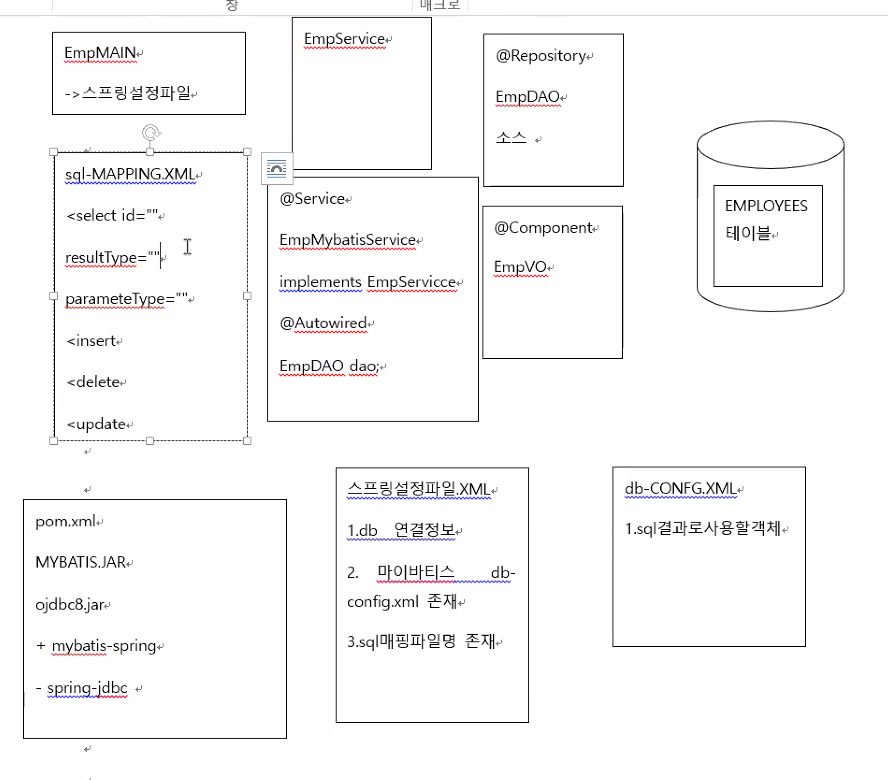 창 매크로
EmpMAIN
->스프링설정파일
EmpService
@Repository
EmpDAO
소스
sql-MAPPING.XML
<select id=""
resultType=""
parameteType=""
<insert
<delete
<update
@Service
EmpMybatisService
implements EmpServicce
@Autowired
EmpDAO dao;
@Component
EmpVO
EMPLOYEES
테이블
pom.xml
MYBATIS.JAR
ojdbc8.jar
+ mybatis-spring
- spring-jdbc
스프링설정파일.XML
1.db 연결정보
2. 마이바티스 db-
config.xml 존재
3.sql매핑파일명 존재
db-CONFG.XML
1.sql결과로사용할객체